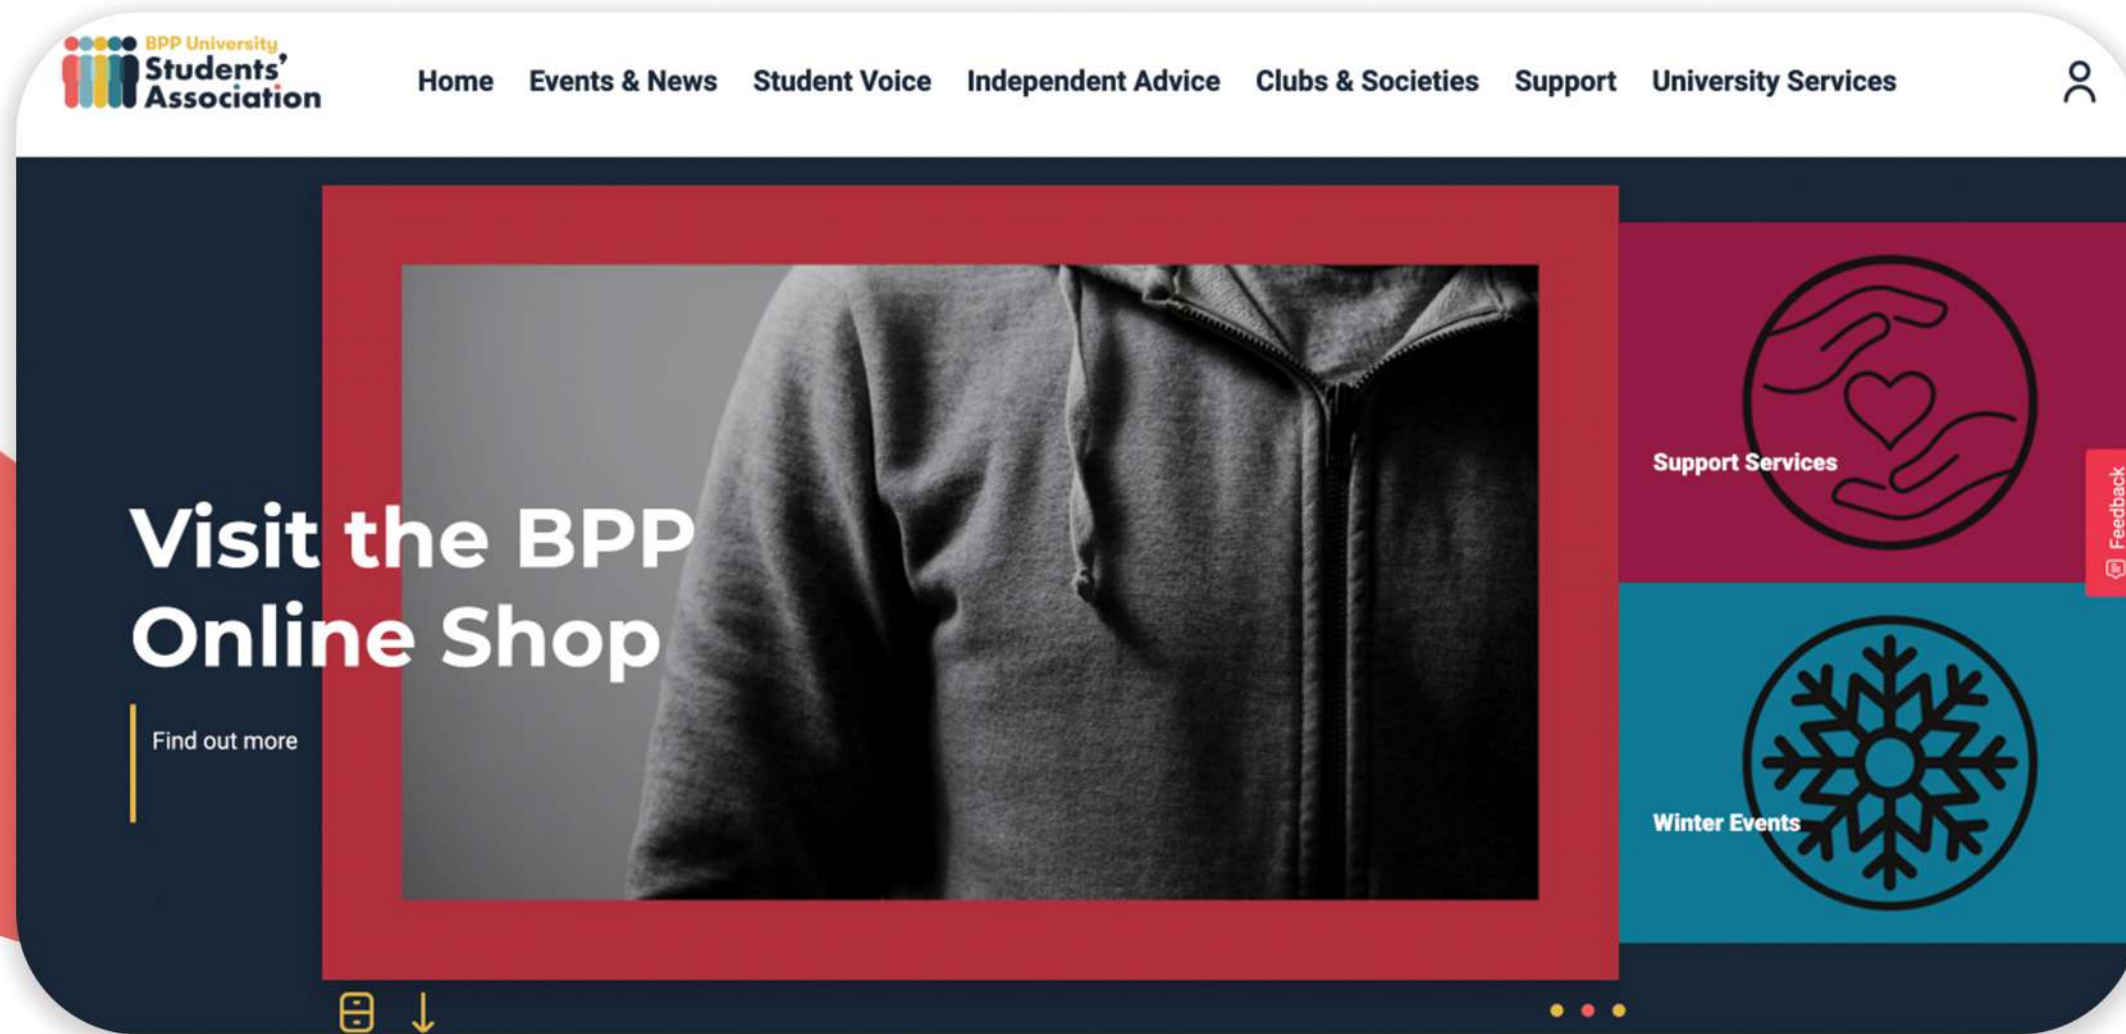 BPP University
Students'
Association
Home Events & News Student Voice Independent Advice Clubs & Societies Support University Services
Visit the BPP
Online Shop
Find out more
Support Services
Winter Events
Feedback